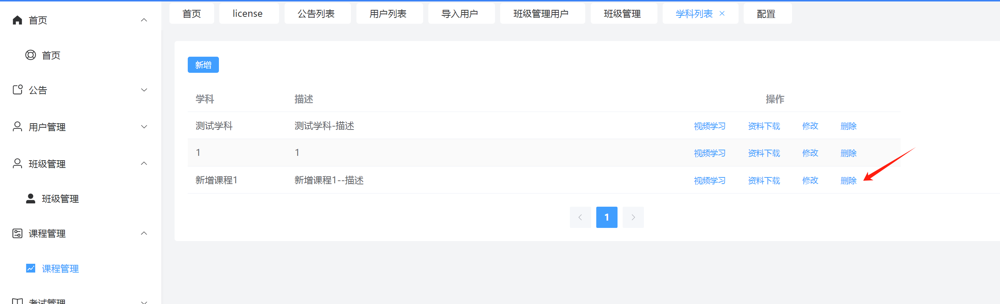 首页
首页
公告
用户管理
班级管理
班级管理
课程管理
课程管理
考试管理
首页 license 公告列表 用户列表 导入用户 班级管理用户 班级管理 学科列表 配置
新增
学科 描述 操作
测试学科 测试学科-描述 视频学习 资料下载 修改 删除
1 1 视频学习 资料下载 修改 删除
新增课程1 新增课程1--描述 视频学习 资料下载 修改 删除
1